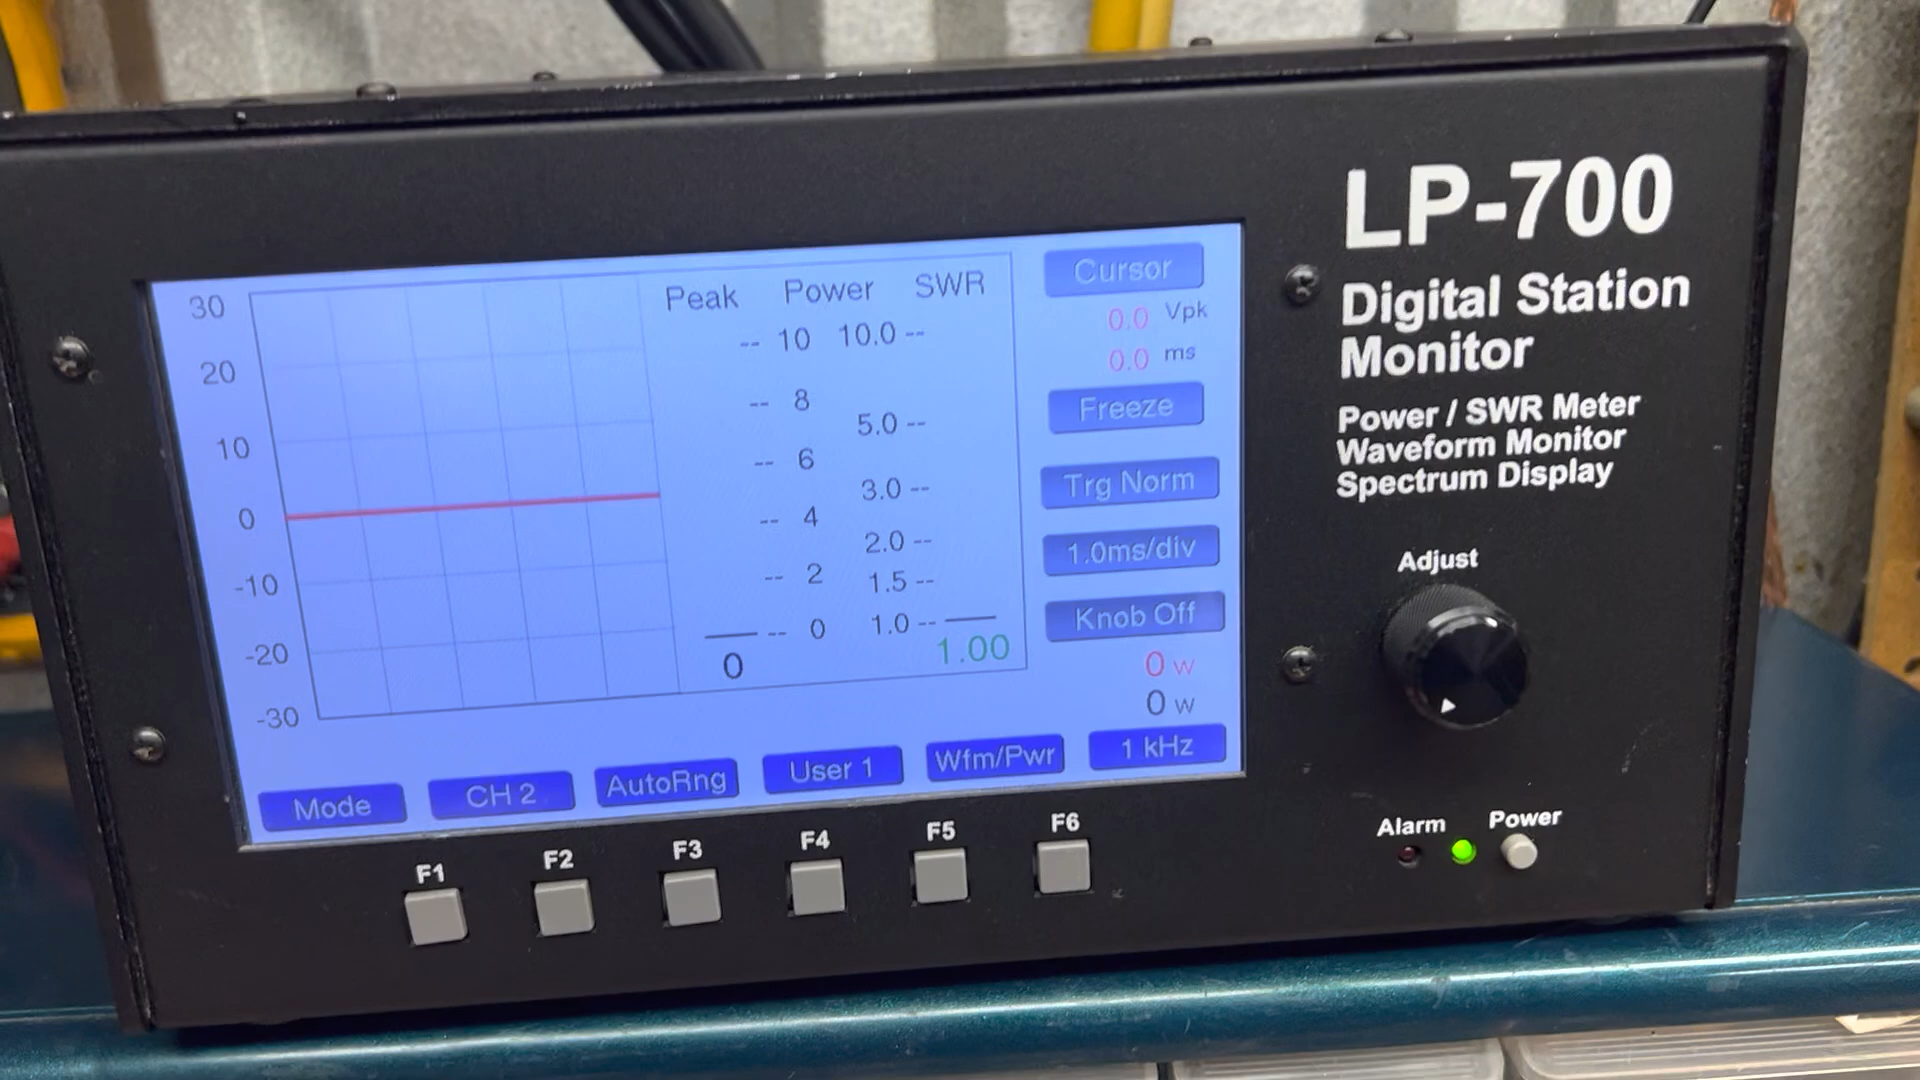 LP-700
Digital Station
Monitor
Power / SWR Meter
Waveform Monitor
Spectrum Display
Adjust
Alarm
Power
30
20
10
0
-10
-20
-30
Peak Power SWR
-- 10 10.0 --
-- 8
5.0 --
-- 6
3.0 --
-- 4
2.0 --
-- 2
1.5 --
-- 0 1.0 --
0
1.00
Cursor
0.0 Vpk
0.0 ms
Freeze
Trg Norm
1.0ms/div
Knob Off
0 w
0 w
Mode CH 2 AutoRng User 1 Wfm/Pwr 1 kHz
F1 F2 F3 F4 F5 F6